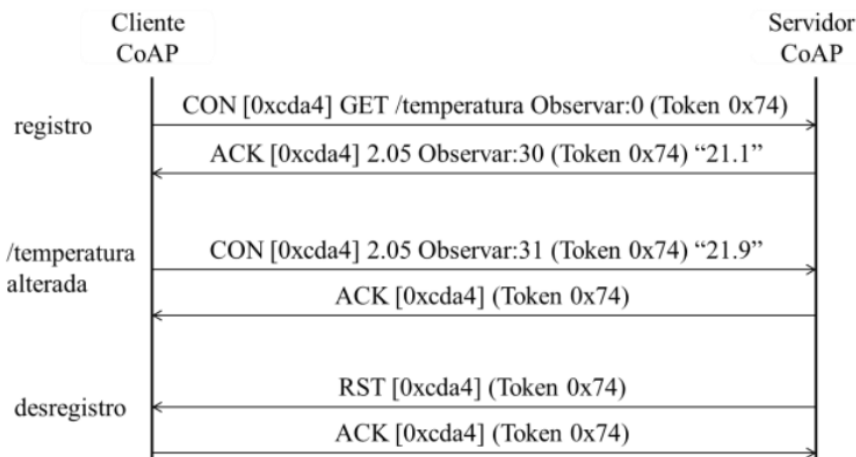 Cliente
CoAP
Servidor
CoAP
registro
CON [0xcda4] GET /temperatura Observar:0 (Token 0x74)
ACK [0xcda4] 2.05 Observar:30 (Token 0x74) “21.1”
/temperatura
alterada
CON [0xcda4] 2.05 Observar:31 (Token 0x74) “21.9”
ACK [0xcda4] (Token 0x74)
desregistro
RST [0xcda4] (Token 0x74)
ACK [0xcda4] (Token 0x74)